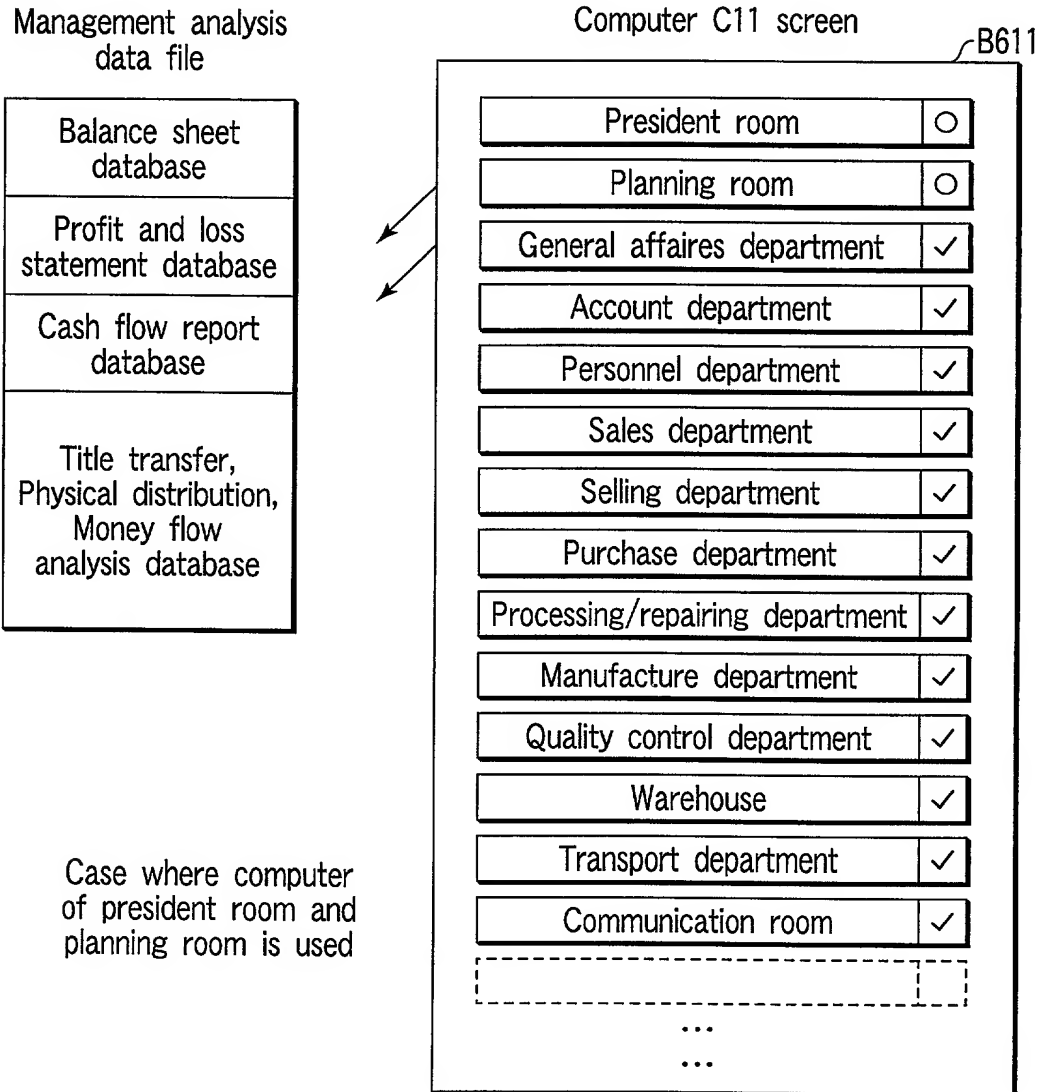 Management analysis
data file
Balance sheet
database
Profit and loss
statement database
Cash flow report
database
Title transfer,
Physical distribution,
Money flow
analysis database
Case where computer
of president room and
planning room is used
Computer C11 screen
B611
President room ○
Planning room ○
General affaires department ✓
Account department ✓
Personnel department ✓
Sales department ✓
Selling department ✓
Purchase department ✓
Processing/repairing department ✓
Manufacture department ✓
Quality control department ✓
Warehouse ✓
Transport department ✓
Communication room ✓
...
...